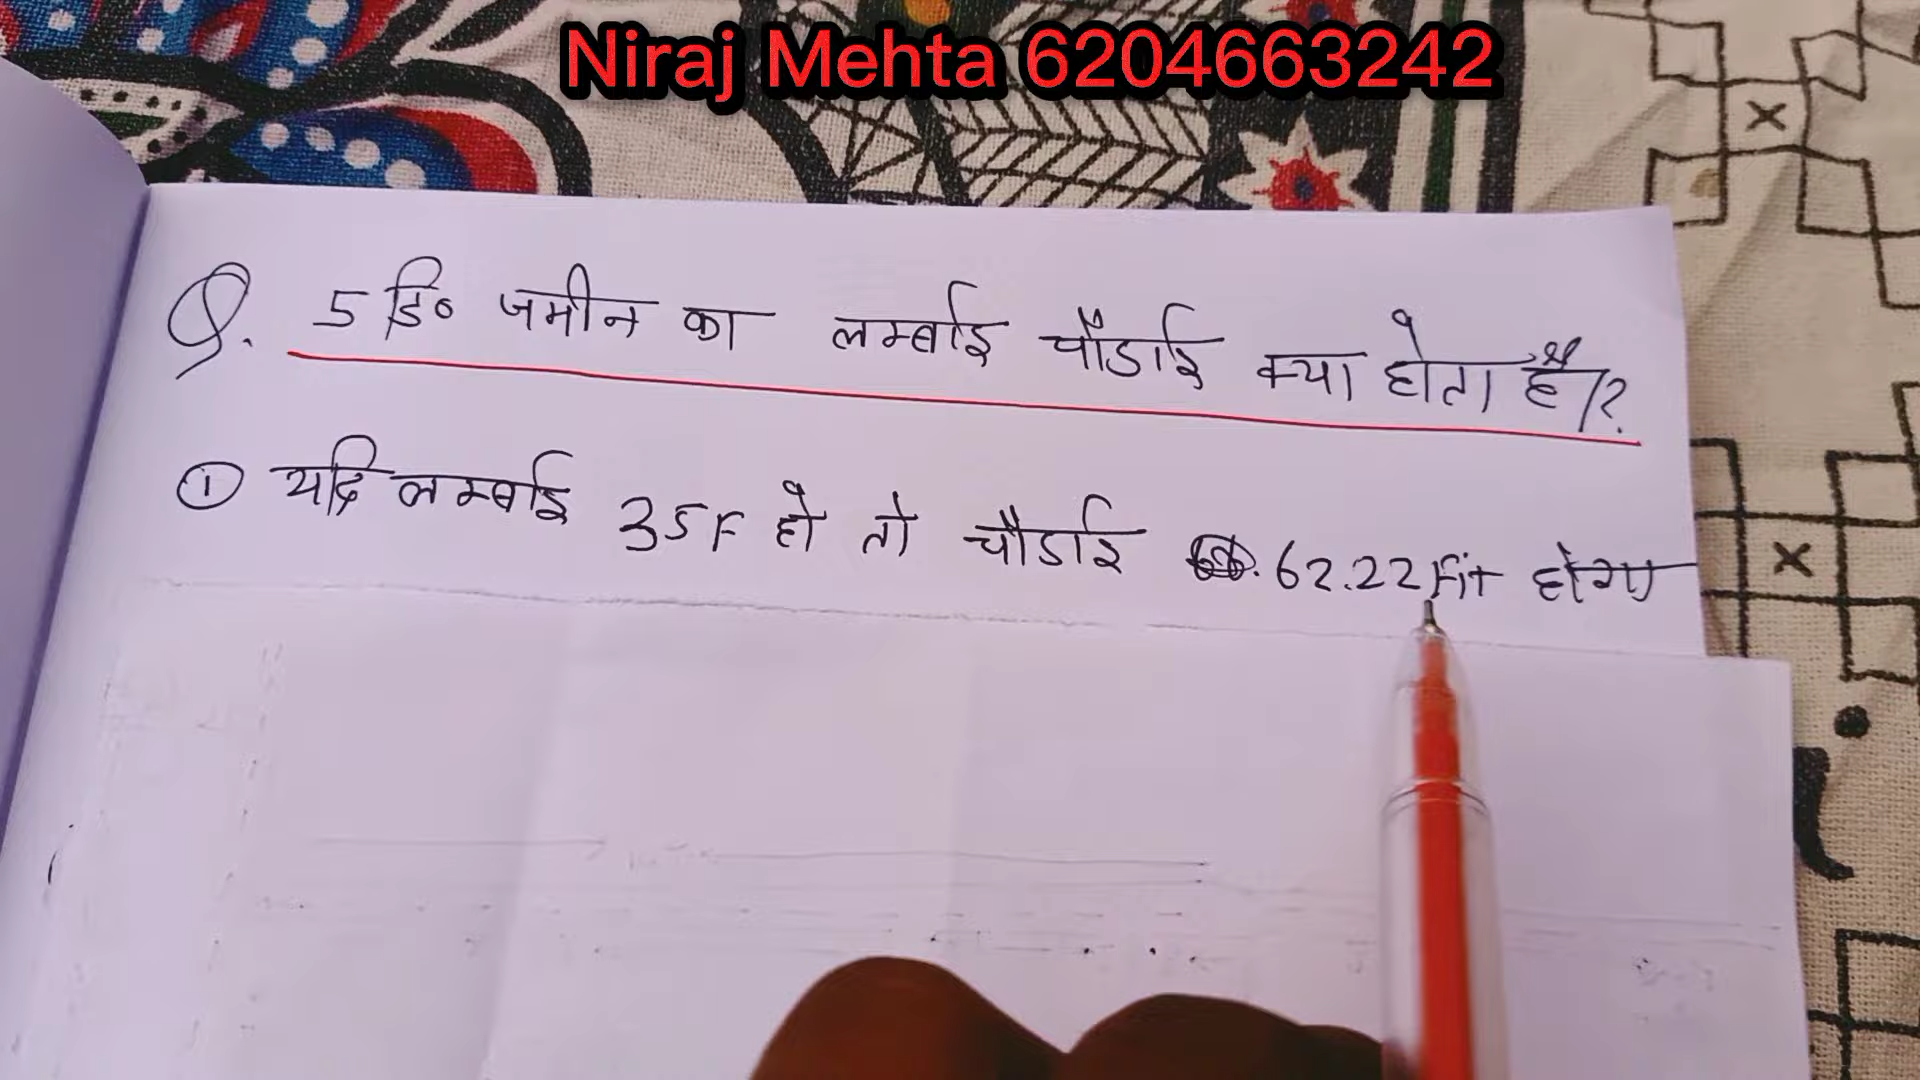 Niraj Mehta 6204663242
Q. 5 डि० जमीन का लम्बाई चौडाई क्या होता है?
① यदि लम्बाई 35F हो तो चौडाई 62.22 Fit होगा